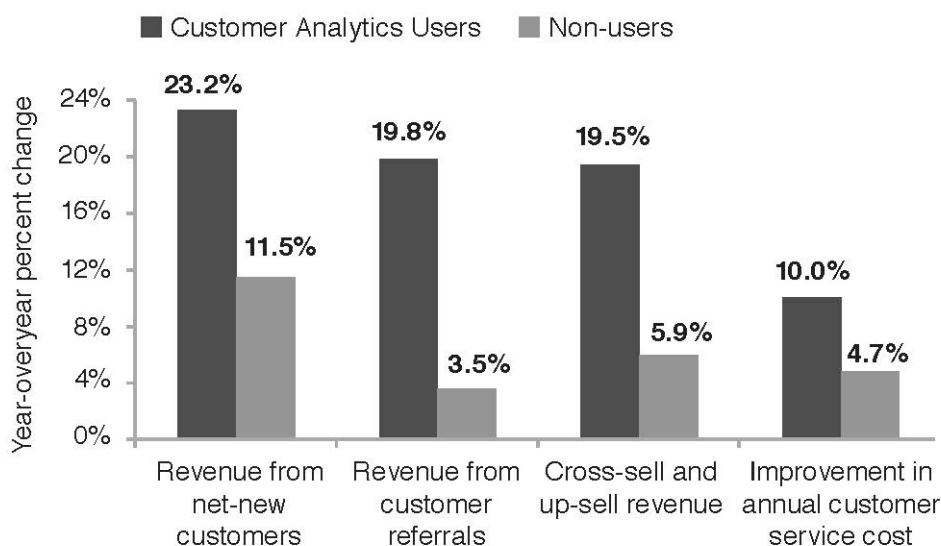 Customer Analytics Users Non-users
Year-overyear percent change
24%
20%
16%
12%
8%
4%
0%
23.2%
11.5%
19.8%
3.5%
19.5%
5.9%
10.0%
4.7%
Revenue from
net-new
customers
Revenue from
customer
referrals
Cross-sell and
up-sell revenue
Improvement in
annual customer
service cost